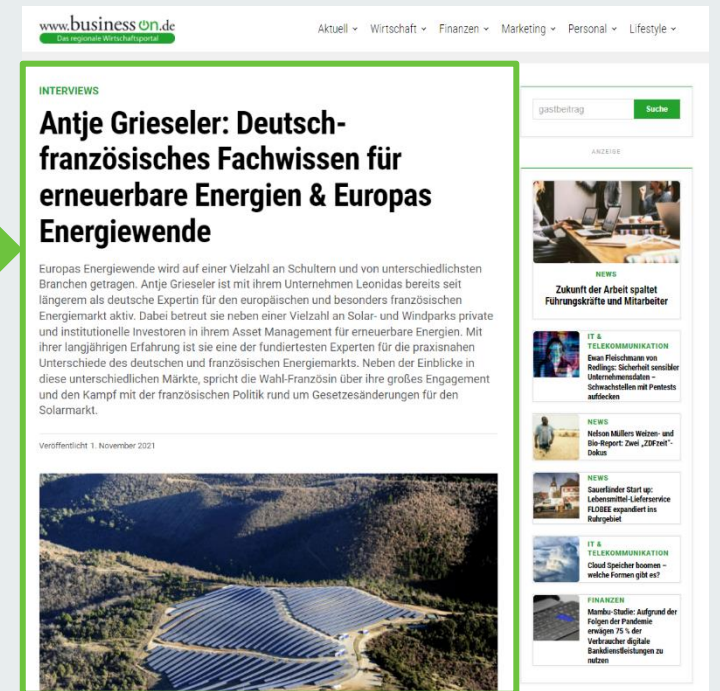 www.business on.de
Das regionale Wirtschaftsportal
Aktuell Wirtschaft Finanzen Marketing Personal Lifestyle
INTERVIEWS
Antje Grieseler: Deutsch-
französisches Fachwissen für
erneuerbare Energien & Europas
Energiewende
Europas Energiewende wird auf einer Vielzahl an Schultern und von unterschiedlichsten
Branchen getragen. Antje Grieseler ist mit ihrem Unternehmen Leonidas bereits seit
längerem als deutsche Expertin für den europäischen und besonders französischen
Energiemarkt aktiv. Dabei betreut sie neben einer Vielzahl an Solar- und Windparks private
und institutionelle Investoren in ihrem Asset Management für erneuerbare Energien. Mit
ihrer langjährigen Erfahrung ist sie eine der fundiertesten Experten für die praxisnahen
Unterschiede des deutschen und französischen Energiemarkts. Neben der Einblicke in
diese unterschiedlichen Märkte, spricht die Wahl-Französin über ihre großes Engagement
und den Kampf mit der französischen Politik rund um Gesetzesänderungen für den
Solarmarkt.
Veröffentlicht 1. November 2021
gastbeitrag
Suche
ANZEIGE
NEWS
Zukunft der Arbeit spaltet
Führungskräfte und Mitarbeiter
IT &
TELEKOMMUNIKATION
Ewan Fleischmann von
Redlings: Sicherheit sensibler
Unternehmensdaten –
Schwachstellen mit Pentests
aufdecken
NEWS
Nelson Müllers Weizen- und
Bio-Report: Zwei „ZDFzeit"-
Dokus
NEWS
Sauerländer Start up:
Lebensmittel-Lieferservice
FLOBEE expandiert ins
Ruhrgebiet
IT &
TELEKOMMUNIKATION
Cloud Speicher boomen –
welche Formen gibt es?
FINANZEN
Mambu-Studie: Aufgrund der
Folgen der Pandemie
erwägen 75 % der
Verbraucher digitale
Bankdienstleistungen zu
nutzen